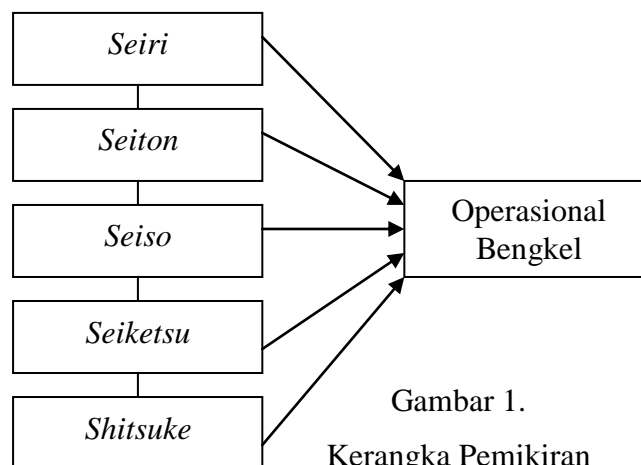 Seiri
Seiton
Seiso
Seiketsu
Shitsuke
Operasional
Bengkel
Gambar 1.
Kerangka Pemikiran